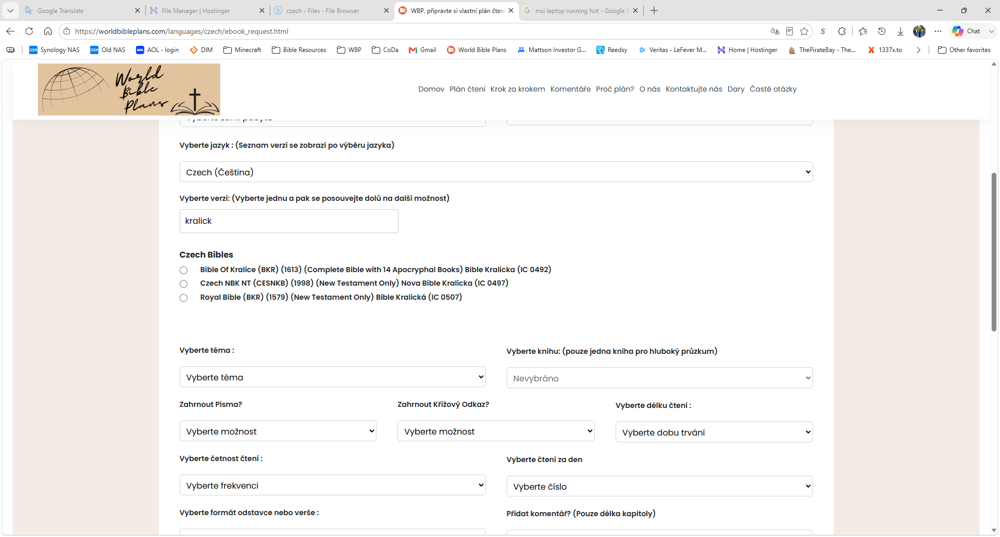 Google Translate
File Manager | Hostinger
czech - Files - File Browser
WBP, připravte si vlastní plán čten
msi laptop running hot - Google S
https://worldbibleplans.com/languages/czech/ebook_request.html
Chat
Synology NAS
Old NAS
AOL - login
DIM
Minecraft
Bible Resources
WBP
CoDa
Gmail
World Bible Plans
Mattson Investor G...
Reedsy
Veritas - LeFever M...
Home | Hostinger
ThePirateBay - The...
1337x.to
Other favorites
World
Bible
Plans
Domov Plán čtení Krok za krokem Komentáře Proč plán? O nás Kontaktujte nás Dary Časté otázky
Vyberte jazyk : (Seznam verzí se zobrazí po výběru jazyka)
Czech (Čeština)
Vyberte verzi: (Vyberte jednu a pak se posouvejte dolů na další možnost)
kralick
Czech Bibles
Bible Of Kralice (BKR) (1613) (Complete Bible with 14 Apocryphal Books) Bible Kralicka (IC 0492)
Czech NBK NT (CESNKB) (1998) (New Testament Only) Nova Bible Kralicka (IC 0497)
Royal Bible (BKR) (1579) (New Testament Only) Bible Kralická (IC 0507)
Vyberte téma :
Vyberte knihu: (pouze jedna kniha pro hluboký průzkum)
Vyberte téma
Nevybráno
Zahrnout Písma?
Zahrnout Křížový Odkaz?
Vyberte délku čtení :
Vyberte možnost
Vyberte možnost
Vyberte dobu trvání
Vyberte četnost čtení :
Vyberte čtení za den
Vyberte frekvenci
Vyberte číslo
Vyberte formát odstavce nebo verše :
Přidat komentář? (Pouze délka kapitoly)